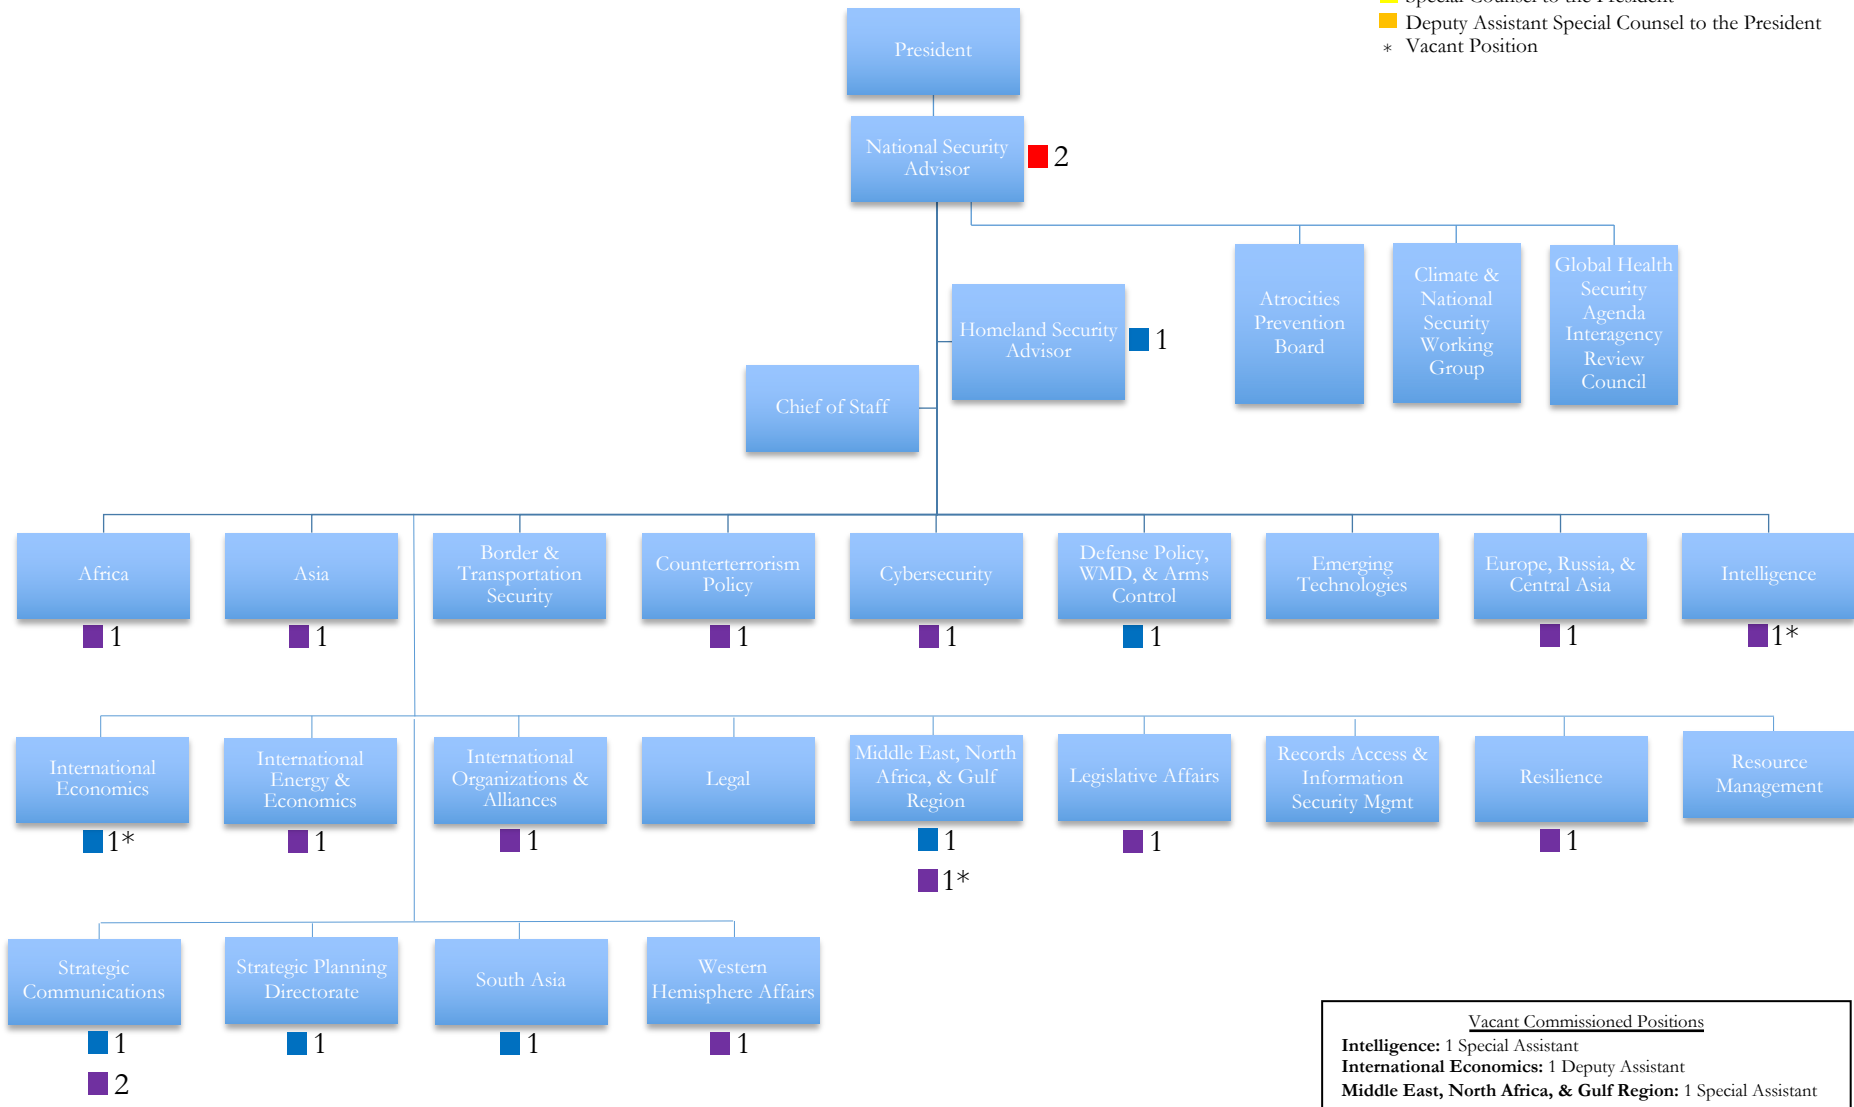 Special Counsel to the President
Deputy Assistant Special Counsel to the President
* Vacant Position
President
National Security
Advisor
2
Homeland Security
Advisor
1
Chief of Staff
Atrocities
Prevention
Board
Climate &
National
Security
Working
Group
Global Health
Security
Agenda
Interagency
Review
Council
Africa
1
Asia
1
Border &
Transportation
Security
Counterterrorism
Policy
1
Cybersecurity
1
Defense Policy,
WMD, & Arms
Control
1
Emerging
Technologies
Europe, Russia, &
Central Asia
1
Intelligence
1*
International
Economics
1*
International
Energy &
Economics
1
International
Organizations &
Alliances
1
Legal
Middle East, North
Africa, & Gulf
Region
1
1*
Legislative Affairs
1
Records Access &
Information
Security Mgmt
Resilience
1
Resource
Management
Strategic
Communications
1
2
Strategic Planning
Directorate
1
South Asia
1
Western
Hemisphere Affairs
1
Vacant Commissioned Positions
Intelligence: 1 Special Assistant
International Economics: 1 Deputy Assistant
Middle East, North Africa, & Gulf Region: 1 Special Assistant